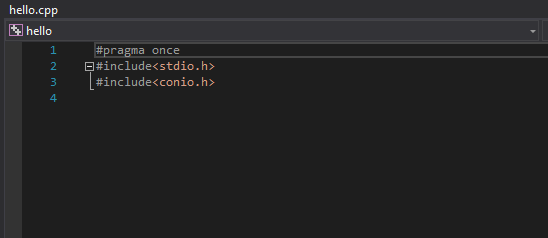 hello.cpp
hello
1 #pragma once
2 #include<stdio.h>
3 #include<conio.h>
4